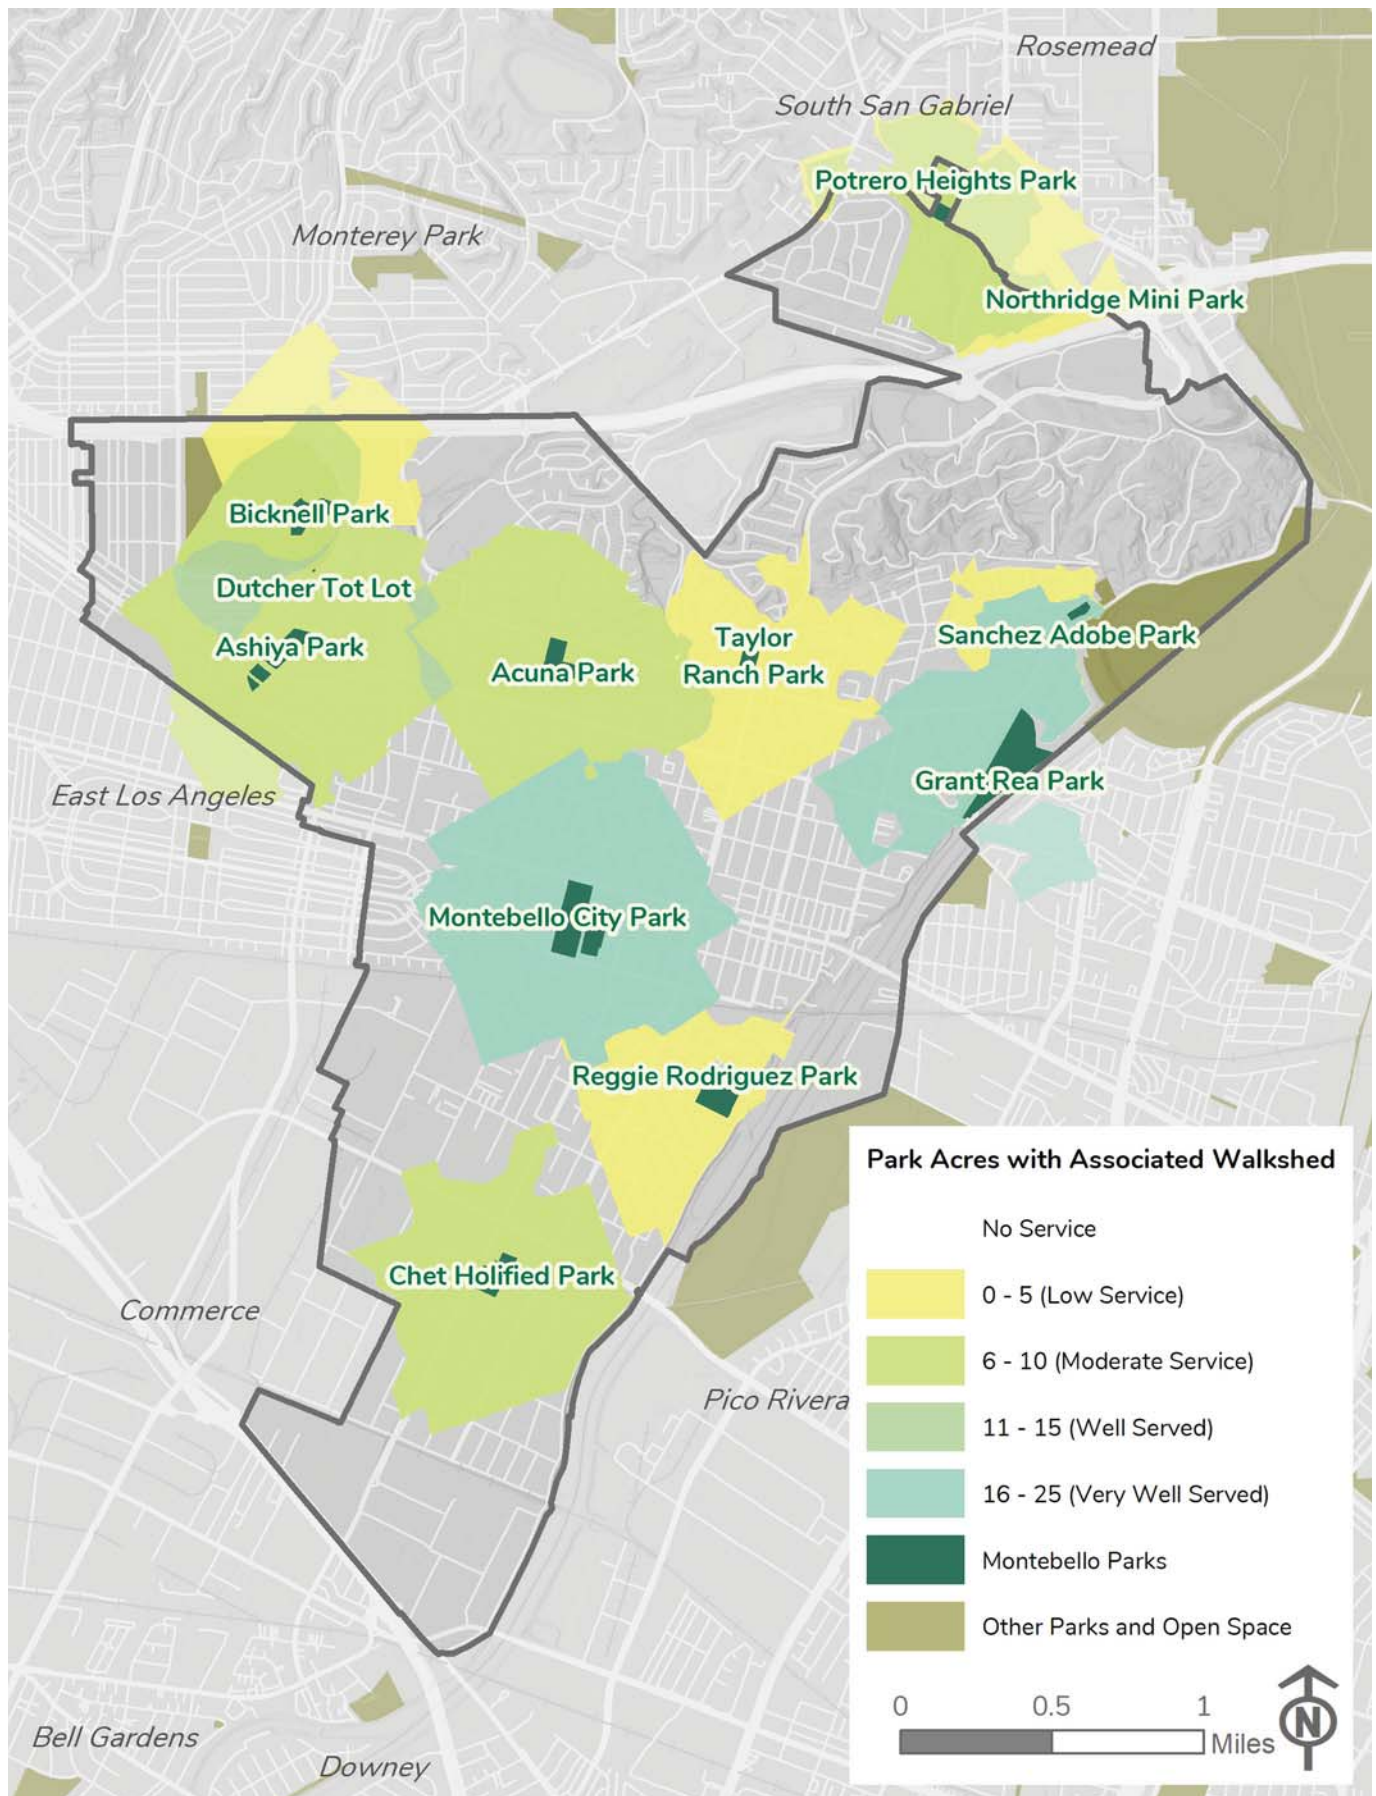 Rosemead
South San Gabriel
Potrero Heights Park
Monterey Park
Northridge Mini Park
Bicknell Park
Dutcher Tot Lot
Ashiya Park
Acuna Park
Taylor
Ranch Park
Sanchez Adobe Park
Grant Rea Park
East Los Angeles
Montebello City Park
Reggie Rodriguez Park
Chet Holified Park
Commerce
Pico Rivera
Bell Gardens
Downey
Park Acres with Associated Walkshed
No Service
0 - 5 (Low Service)
6 - 10 (Moderate Service)
11 - 15 (Well Served)
16 - 25 (Very Well Served)
Montebello Parks
Other Parks and Open Space
0 0.5 1
Miles
N